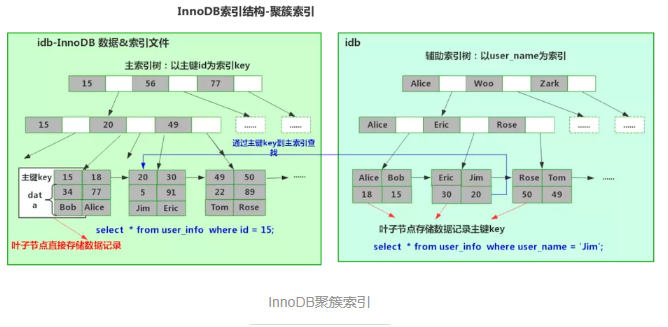 InnoDB索引结构-聚簇索引
idb-InnoDB 数据&索引文件
主索引树：以主键id为索引key
15 56 77
15 20 49
...... ......
通过主键key到主索引查
找
主键key 15 18 20 30 49 50 ......
dat
a
34 77 5 91 22 89
Bob Alice Jim Eric Tom Rose
select * from user_info where id = 15;
叶子节点直接存储数据记录
idb
辅助索引树：以user_name为索引
Alice Woo Zark
Alice Eric Rose
...... ......
Alice Bob Eric Jim Rose Tom ......
18 15 30 20 50 49
叶子节点存储数据记录主键key
select * from user_info where user_name = 'Jim';
InnoDB聚簇索引